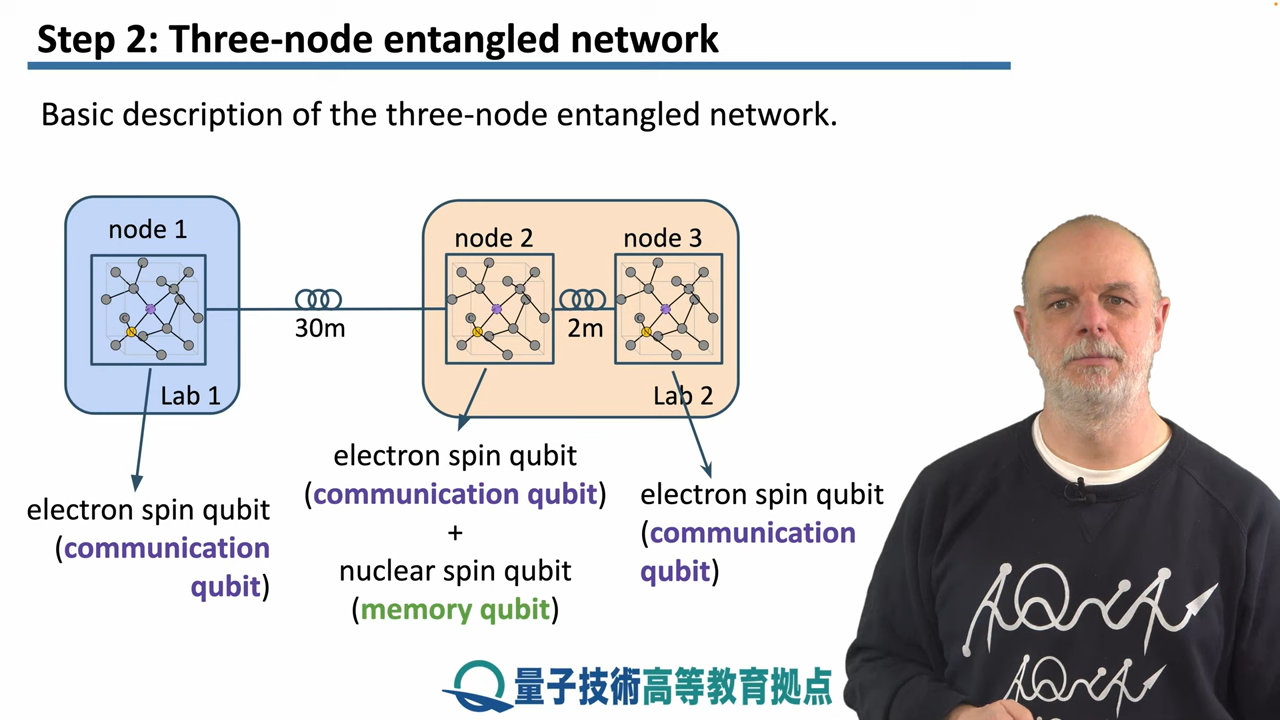 Step 2: Three-node entangled network
Basic description of the three-node entangled network.
node 1
node 2
node 3
30m
2m
Lab 1
Lab 2
electron spin qubit
(communication
qubit)
electron spin qubit
(communication qubit)
+
nuclear spin qubit
(memory qubit)
electron spin qubit
(communication
qubit)
量子技術高等教育拠点